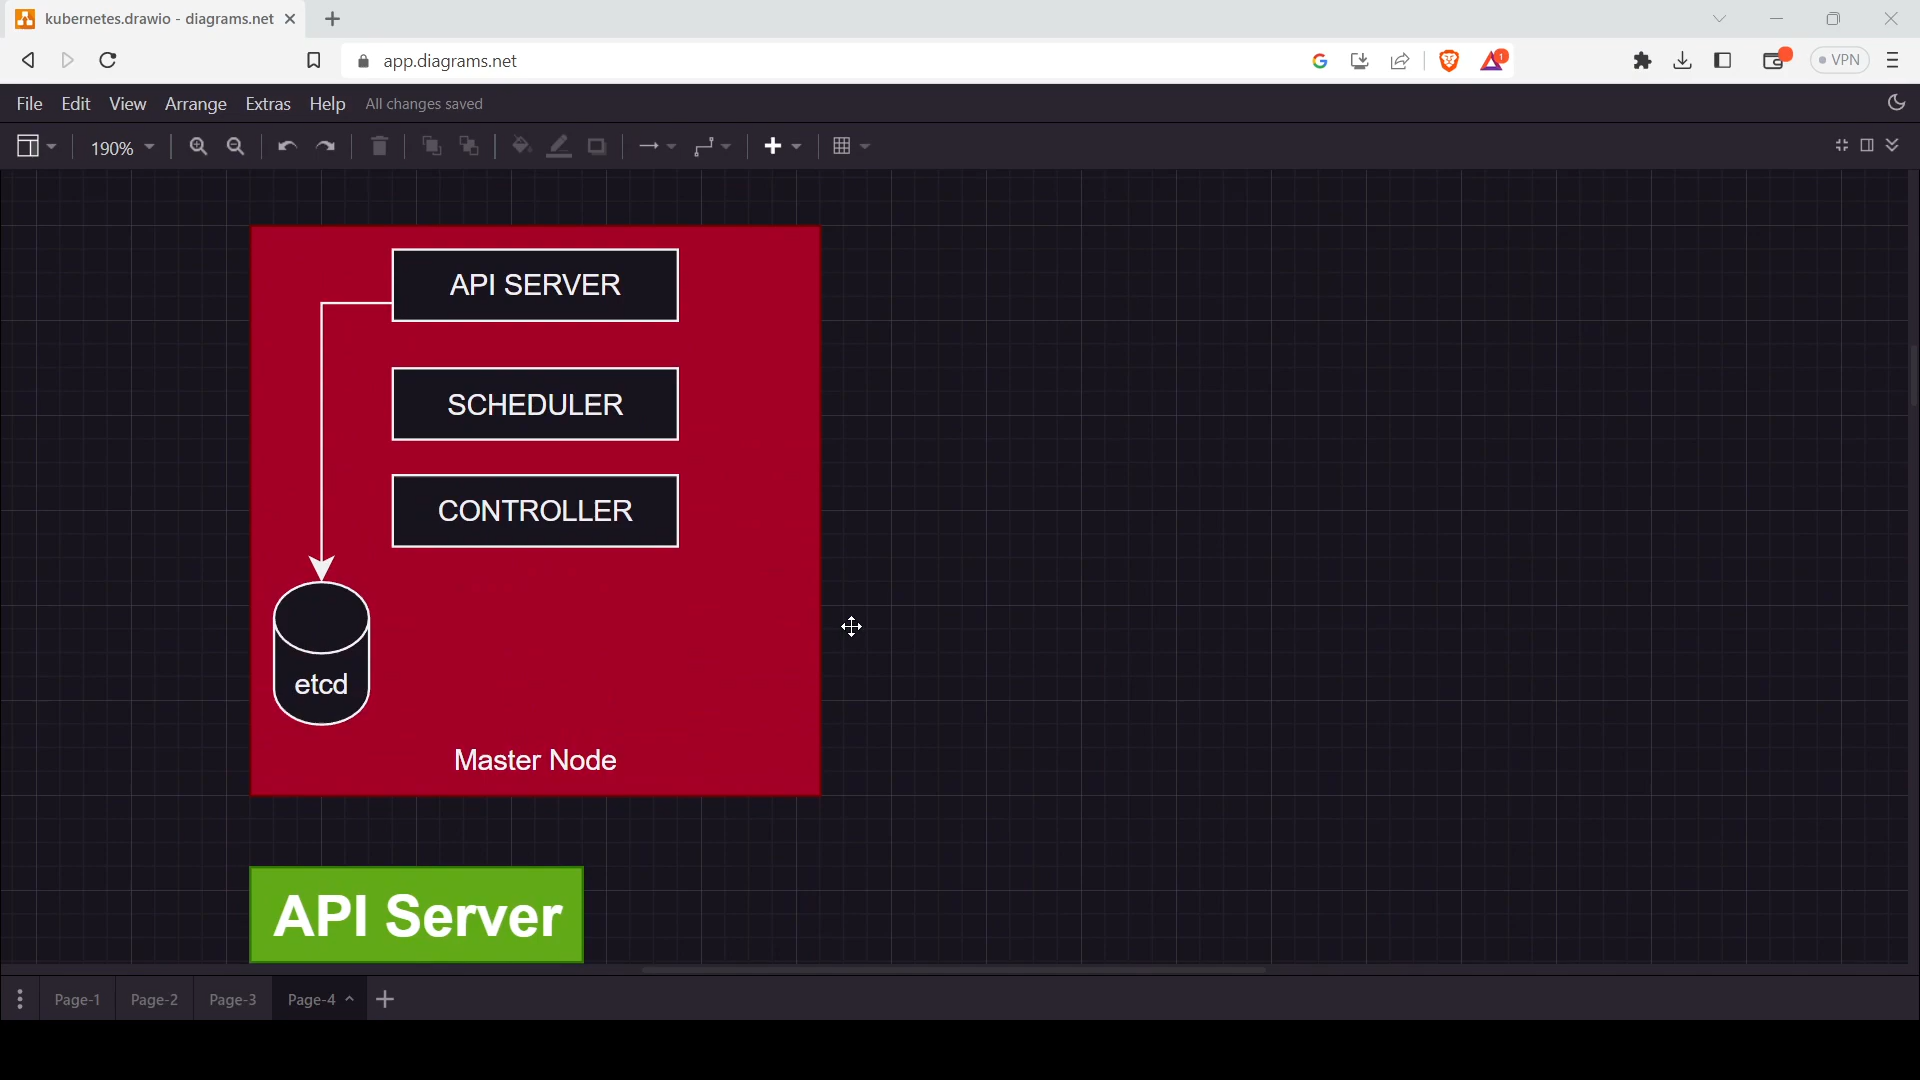 kubernetes.drawio - diagrams.net
app.diagrams.net
1
VPN
File Edit View Arrange Extras Help All changes saved
190%
API SERVER
SCHEDULER
CONTROLLER
etcd
Master Node
API Server
Page-1 Page-2 Page-3 Page-4